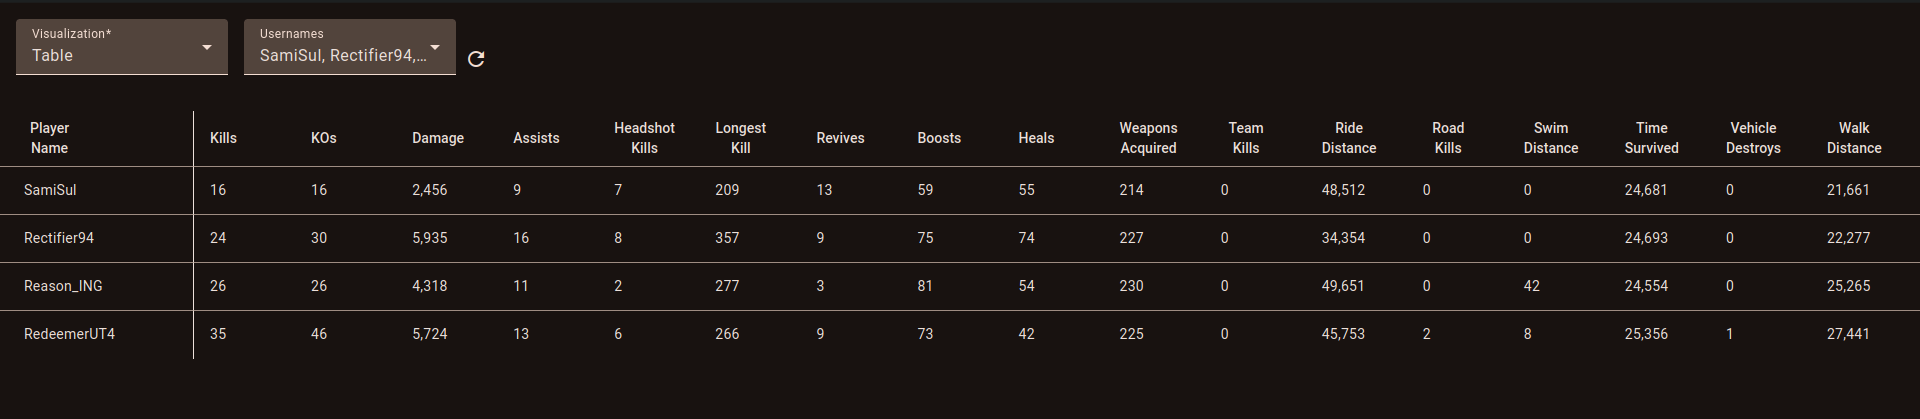 Visualization*
Table
Usernames
SamiSul, Rectifier94,...
Player Name Kills KOs Damage Assists Headshot Kills Longest Kill Revives Boosts Heals Weapons Acquired Team Kills Ride Distance Road Kills Swim Distance Time Survived Vehicle Destroys Walk Distance
SamiSul 16 16 2,456 9 7 209 13 59 55 214 0 48,512 0 0 24,681 0 21,661
Rectifier94 24 30 5,935 16 8 357 9 75 74 227 0 34,354 0 0 24,693 0 22,277
Reason_ING 26 26 4,318 11 2 277 3 81 54 230 0 49,651 0 42 24,554 0 25,265
RedeemerUT4 35 46 5,724 13 6 266 9 73 42 225 0 45,753 2 8 25,356 1 27,441